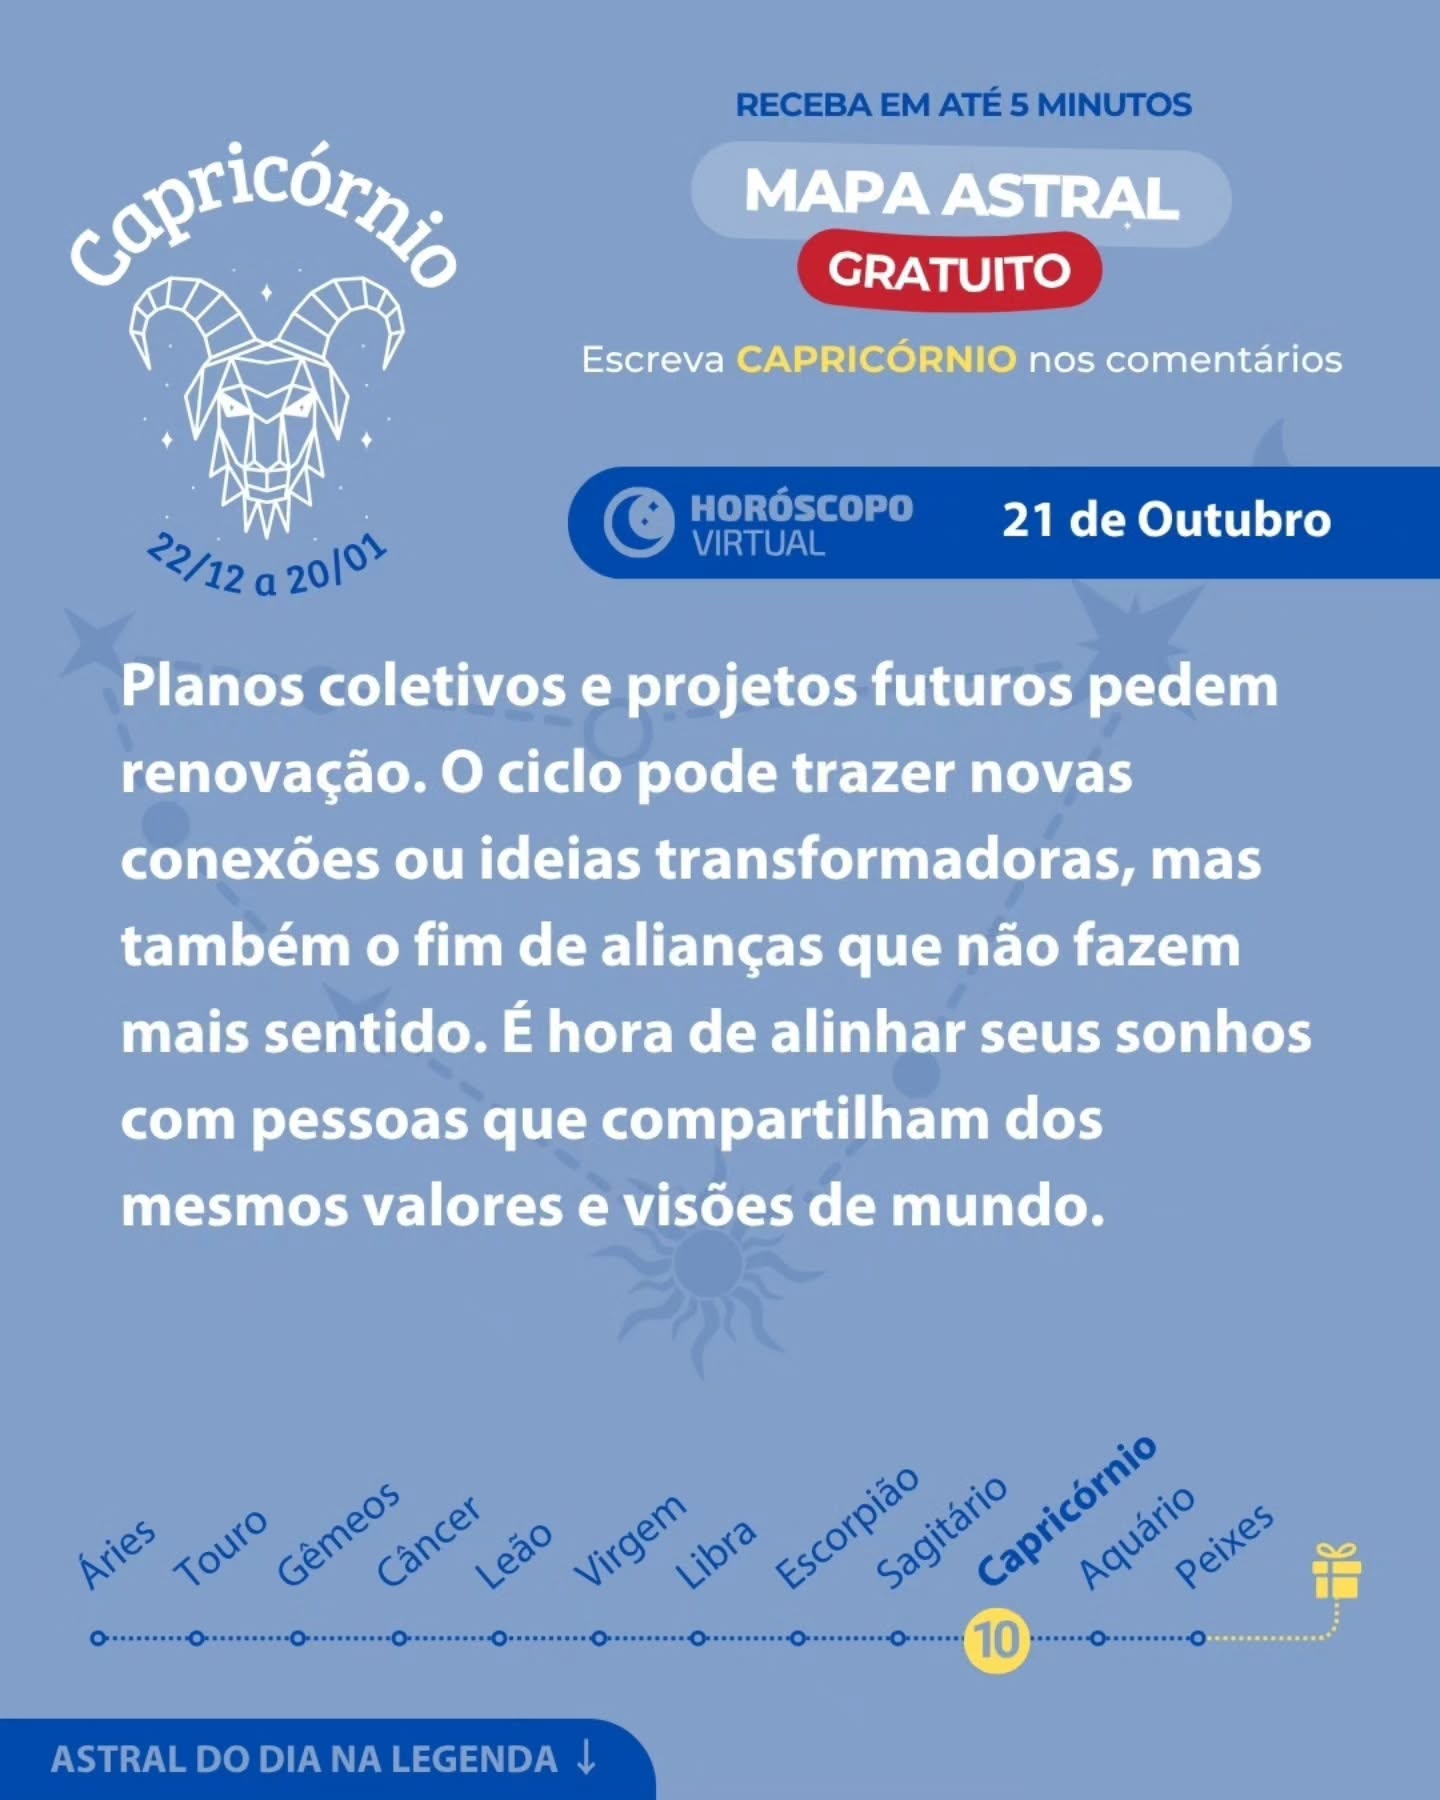 Capricórnio
22/12 a 20/01
RECEBA EM ATÉ 5 MINUTOS
MAPA ASTRAL
GRATUITO
Escreva CAPRICÓRNIO nos comentários
HORÓSCOPO
VIRTUAL
21 de Outubro
Planos coletivos e projetos futuros pedem
renovação. O ciclo pode trazer novas
conexões ou ideias transformadoras, mas
também o fim de alianças que não fazem
mais sentido. É hora de alinhar seus sonhos
com pessoas que compartilham dos
mesmos valores e visões de mundo.
Áries
Touro
Gêmeos
Câncer
Leão
Virgem
Libra
Escorpião
Sagitário
Capricórnio
Aquário
Peixes
10
ASTRAL DO DIA NA LEGENDA ↓